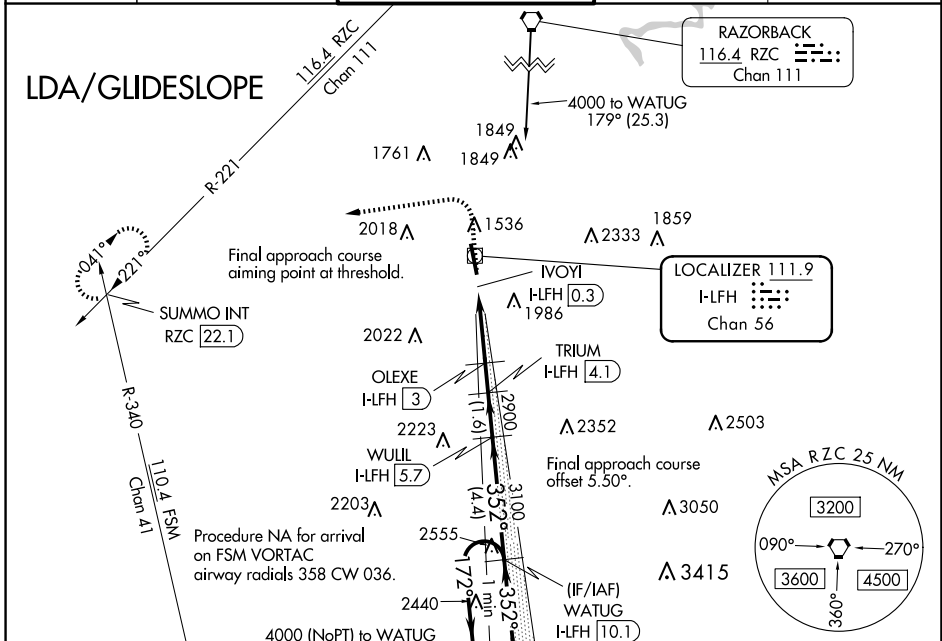 LDA/GLIDESLOPE
116.4 RZC
Chan 111
R-221
RAZORBACK
116.4 RZC
Chan 111
4000 to WATUG
179° (25.3)
1849
1849
1761
2018
1536
2333
1859
041°
221°
Final approach course
aiming point at threshold.
IVOYI
I-LFH 0.3
1986
LOCALIZER 111.9
I-LFH
Chan 56
SUMMO INT
RZC 22.1
2022
TRIUM
I-LFH 4.1
OLEXE
I-LFH 3
R-340
110.4 FSM
Chan 41
(1.6)
2900
2223
2352
2503
WULIL
I-LFH 5.7
Final approach course
offset 5.50°.
(4.4)
352°
3100
2203
3050
MSA RZC 25 NM
3200
090°
270°
3600
4500
360°
Procedure NA for arrival
on FSM VORTAC
airway radials 358 CW 036.
2555
3415
172°
1 min
352°
2440
(IF/IAF)
WATUG
I-LFH 10.1
4000 (NoPT) to WATUG